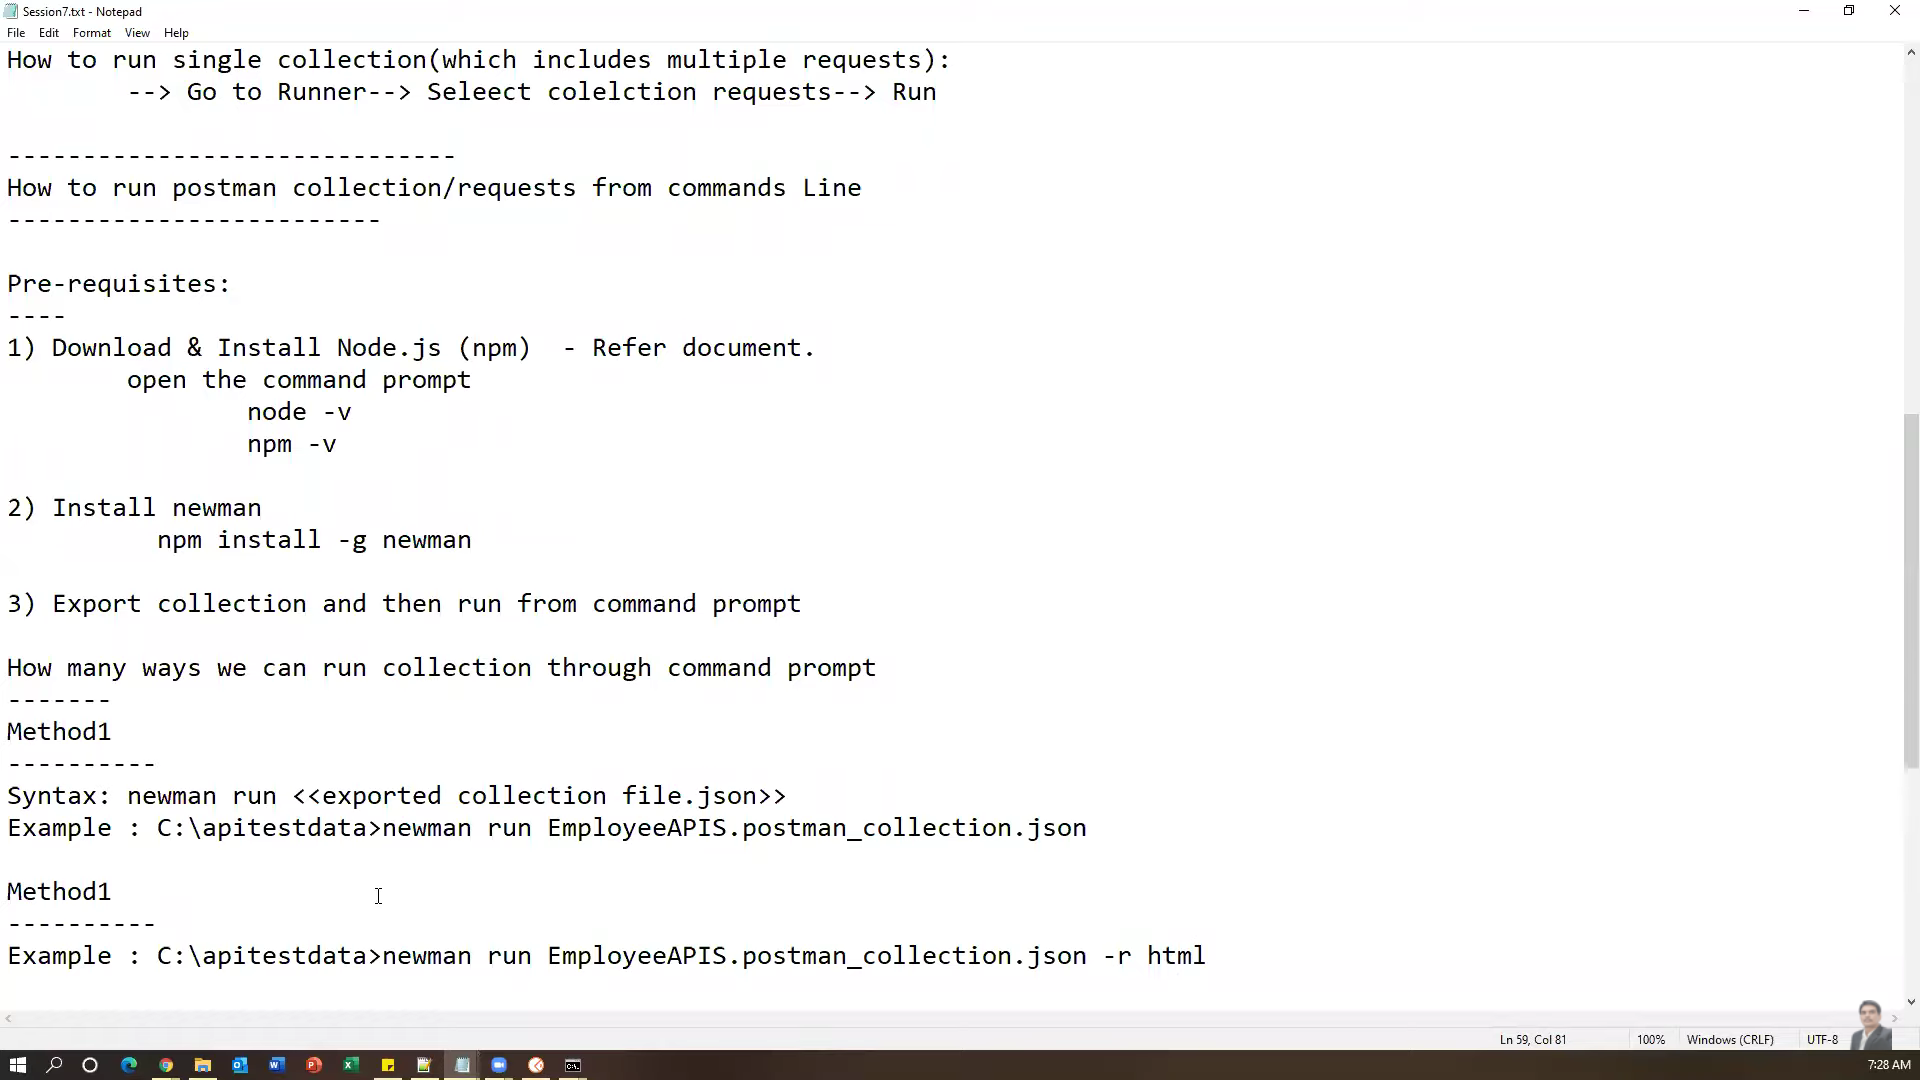 Session7.txt - Notepad
File Edit Format View Help
How to run single collection(which includes multiple requests):
--> Go to Runner--> Seleect colelction requests--> Run
------------------------------
How to run postman collection/requests from commands Line
-------------------------
Pre-requisites:
----
1) Download & Install Node.js (npm)  - Refer document.
open the command prompt
node -v
npm -v
2) Install newman
npm install -g newman
3) Export collection and then run from command prompt
How many ways we can run collection through command prompt
-------
Method1
----------
Syntax: newman run <<exported collection file.json>>
Example : C:\apitestdata>newman run EmployeeAPIS.postman_collection.json
Method1
----------
Example : C:\apitestdata>newman run EmployeeAPIS.postman_collection.json -r html
Ln 59, Col 81 100% Windows (CRLF) UTF-8
7:28 AM